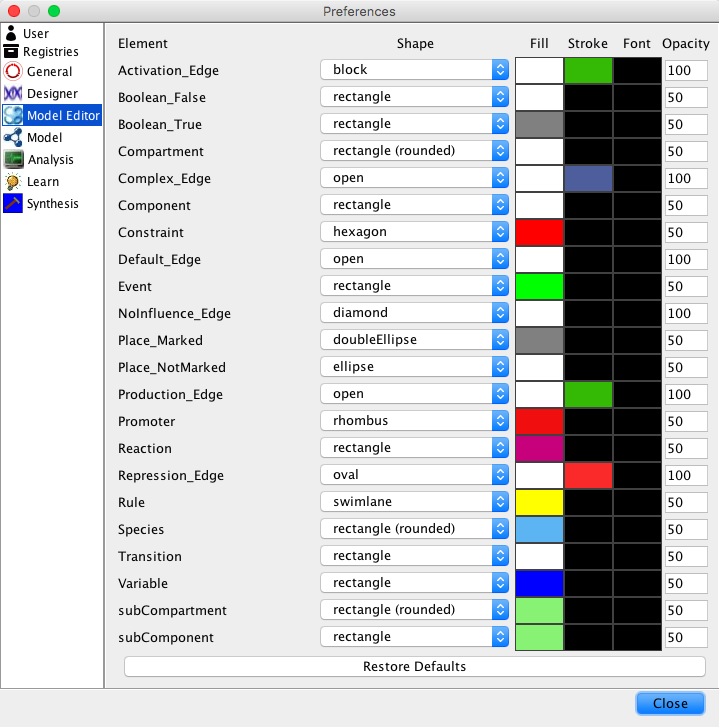 Preferences
User
Registries
General
Designer
Model Editor
Model
Analysis
Learn
Synthesis
Element Shape Fill Stroke Font Opacity
Activation_Edge block 100
Boolean_False rectangle 50
Boolean_True rectangle 50
Compartment rectangle (rounded) 50
Complex_Edge open 100
Component rectangle 50
Constraint hexagon 50
Default_Edge open 100
Event rectangle 50
NoInfluence_Edge diamond 100
Place_Marked doubleEllipse 50
Place_NotMarked ellipse 50
Production_Edge open 100
Promoter rhombus 50
Reaction rectangle 50
Repression_Edge oval 100
Rule swimlane 50
Species rectangle (rounded) 50
Transition rectangle 50
Variable rectangle 50
subCompartment rectangle (rounded) 50
subComponent rectangle 50
Restore Defaults
Close